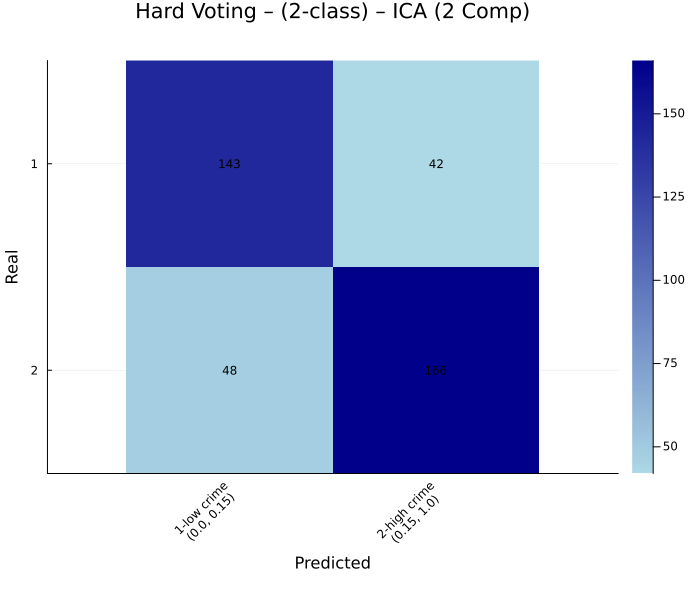 Hard Voting – (2-class) – ICA (2 Comp)
1
143
42
2
48
166
Real
1-low crime
(0.0, 0.15)
2-high crime
(0.15, 1.0)
Predicted
150
125
100
75
50